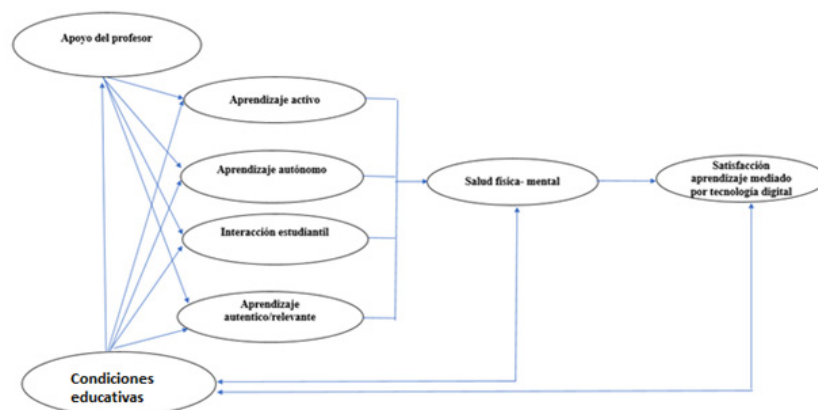 Apoyo del profesor
Aprendizaje activo
Aprendizaje autónomo
Interacción estudiantil
Aprendizaje
autentico/relevante
Condiciones
educativas
Salud física- mental
Satisfacción
aprendizaje mediado
por tecnología digital